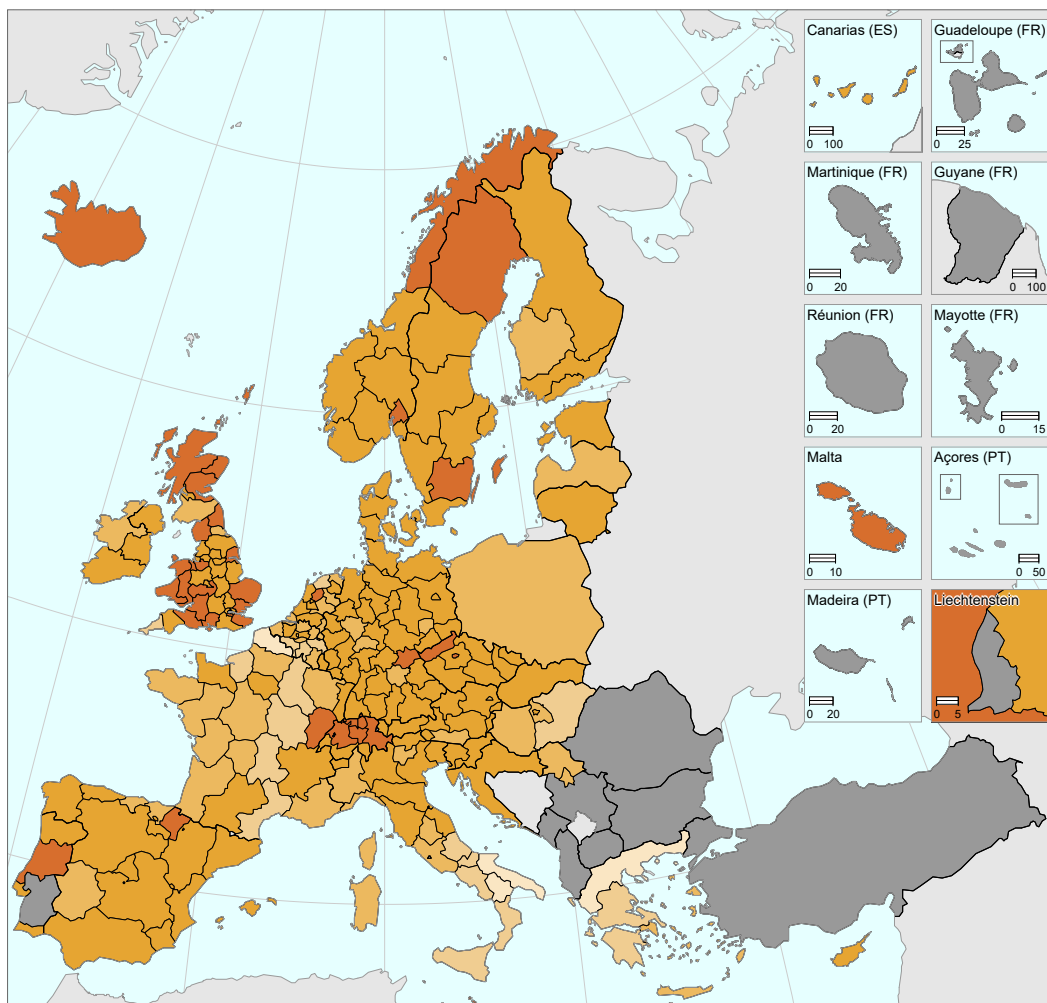 Canarias (ES)
0 100
Guadeloupe (FR)
0 25
Martinique (FR)
0 20
Guyane (FR)
0 100
Réunion (FR)
0 20
Mayotte (FR)
0 15
Malta
0 10
Açores (PT)
0 50
Madeira (PT)
0 20
Liechtenstein
0 5